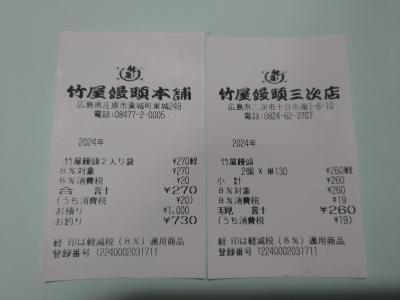 竹屋饅頭本舗
広島県庄原市東城町東城249
電話:08477-2-0005
2024年
竹屋饅頭2入り袋 ¥270軽
8%対象 ¥270
8%消費税 ¥20
合 計 ¥270
(うち消費税 ¥20)
お預り ¥1,000
お釣り ¥730
軽 印は軽減税(8%)適用商品
登録番号 12240002031711
竹屋饅頭三次店
広島県三次市十日市南1-6-10
電話:0824-62-3707
2024年
竹屋饅頭
2個 X 単130 ¥260軽
小 計 ¥260
8%対象 ¥260
8%消費税 ¥19
現 計 ¥260
(うち消費税 ¥19)
軽 印は軽減税(8%)適用商品
登録番号 12240002031711